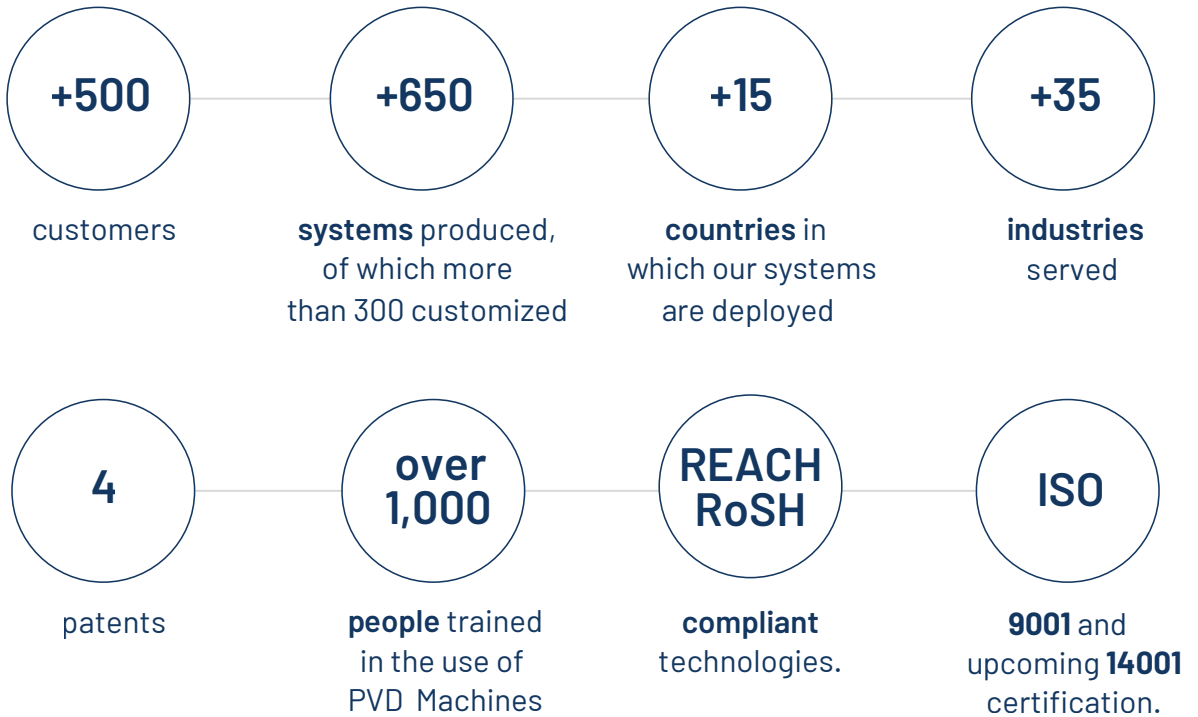 +500
customers
+650
systems produced,
of which more
than 300 customized
+15
countries in
which our systems
are deployed
+35
industries
served
4
patents
over
1,000
people trained
in the use of
PVD Machines
REACH
RoSH
compliant
technologies.
ISO
9001 and
upcoming 14001
certification.